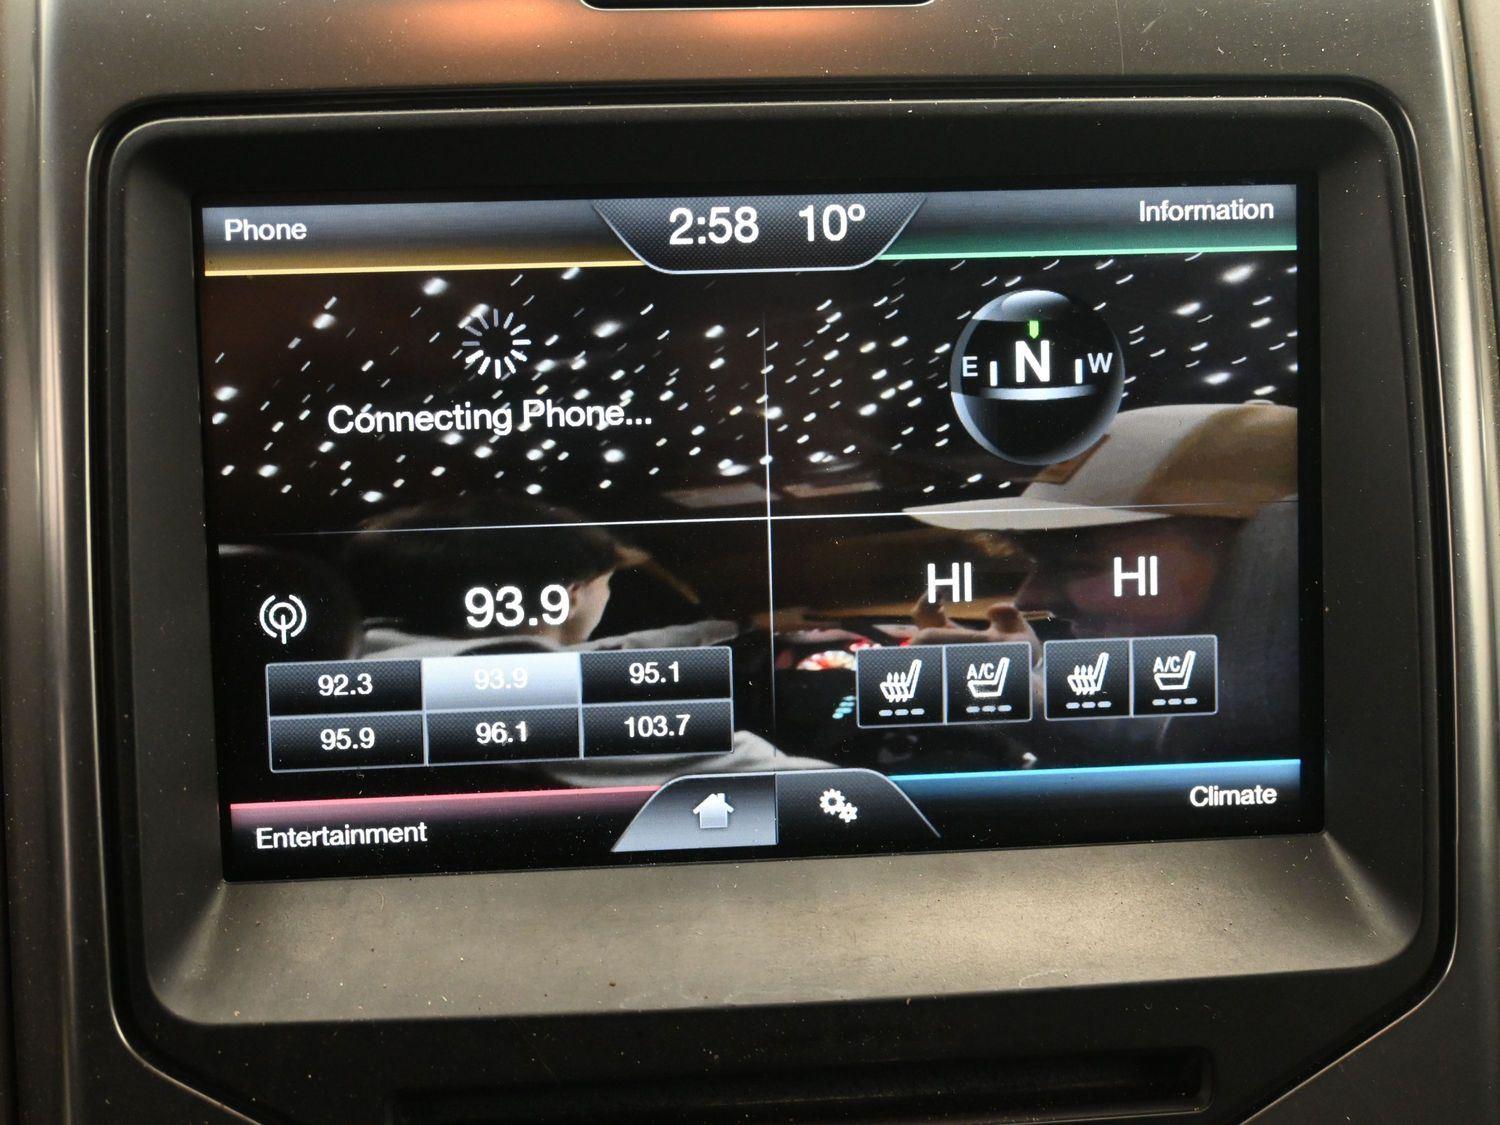 Phone
2:58 10°
Information
Connecting Phone...
E N W
93.9
HI HI
92.3 93.9 95.1
A/C A/C
95.9 96.1 103.7
Entertainment
Climate